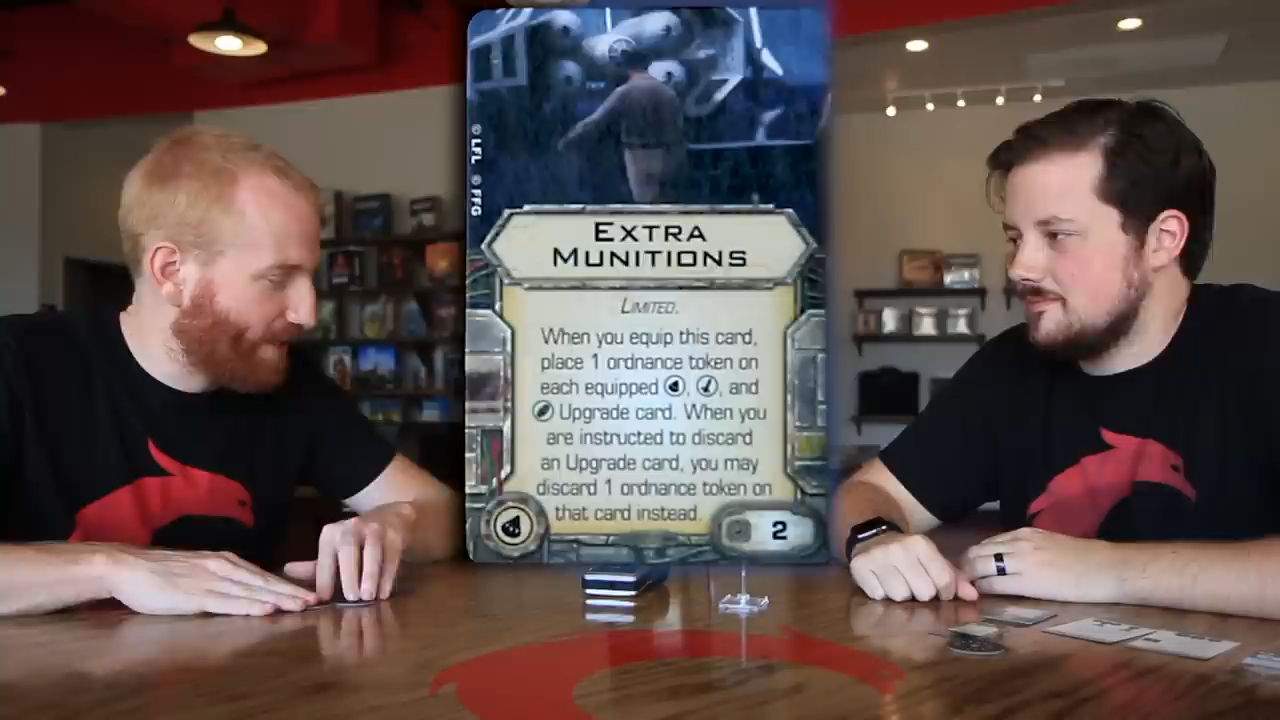 © LFL © FFG
EXTRA
MUNITIONS
LIMITED.
When you equip this card,
place 1 ordnance token on
each equipped , , and
Upgrade card. When you
are instructed to discard
an Upgrade card, you may
discard 1 ordnance token on
that card instead.
2